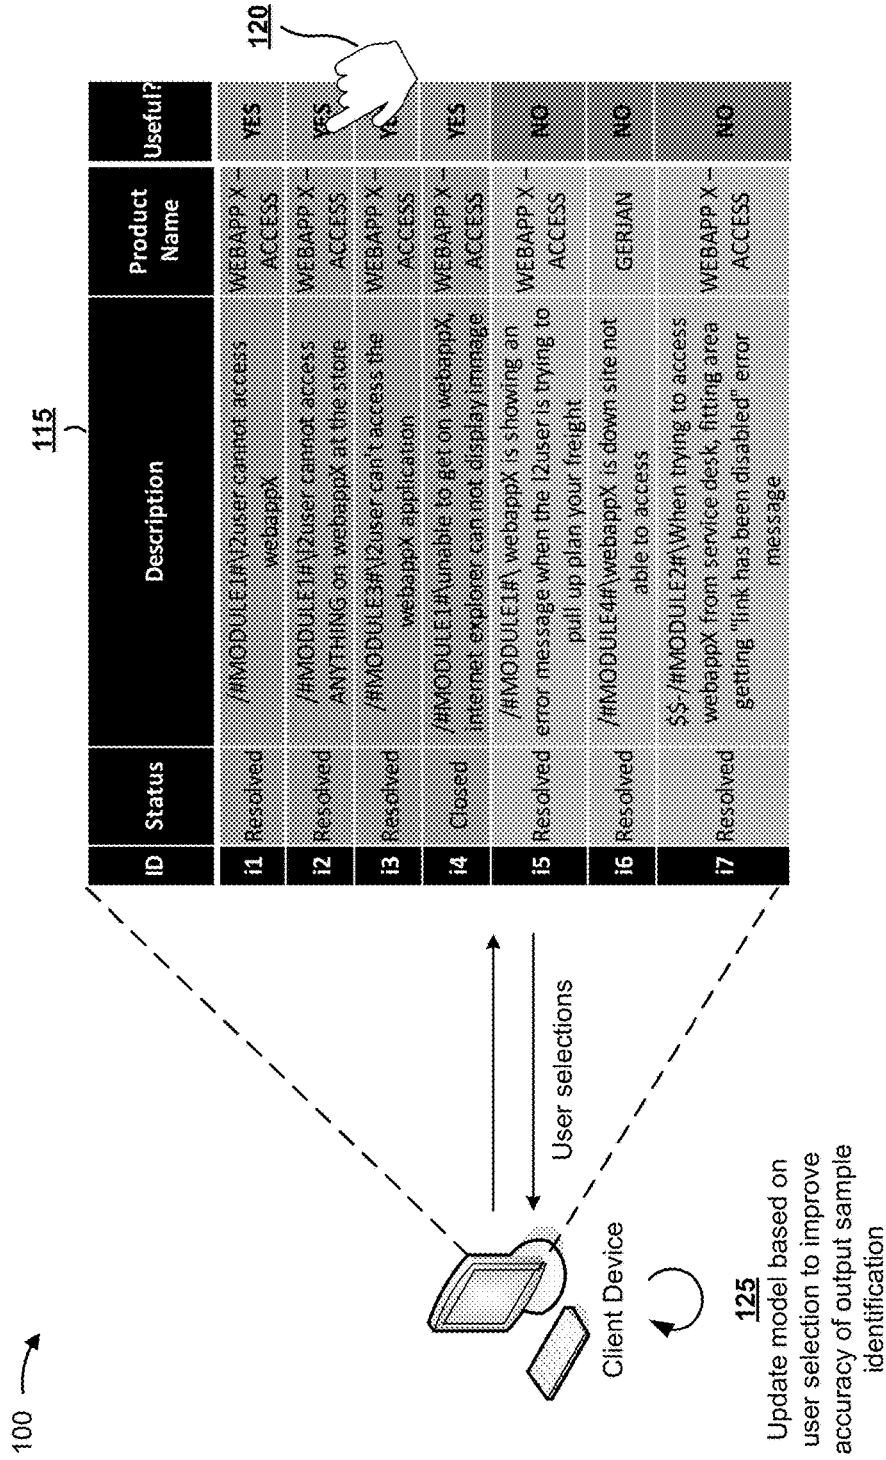 100
115
120
ID Status Description Product Name Useful?
i1 Resolved /#MODULE1#\I2user cannot access webappX WEBAPP X – ACCESS YES
i2 Resolved /#MODULE1#\I2user cannot access ANYTHING on webappX at the store WEBAPP X – ACCESS YES
i3 Resolved /#MODULE3#\I2user can't access the webappX application WEBAPP X – ACCESS
i4 Closed /#MODULE1#\unable to get on webappX, internet explorer can not display immage WEBAPP X – ACCESS YES
i5 Resolved /#MODULE1#\ webappX is showing an error message when the I2user is trying to pull up plan your freight WEBAPP X – ACCESS NO
i6 Resolved /#MODULE4#\webappX is down site not able to access GERIAN NO
i7 Resolved $$-/#MODULE2#\When trying to access webappX from service desk, fitting area getting "link has been disabled" error message WEBAPP X – ACCESS NO
User selections
Client Device
125
Update model based on
user selection to improve
accuracy of output sample
identification